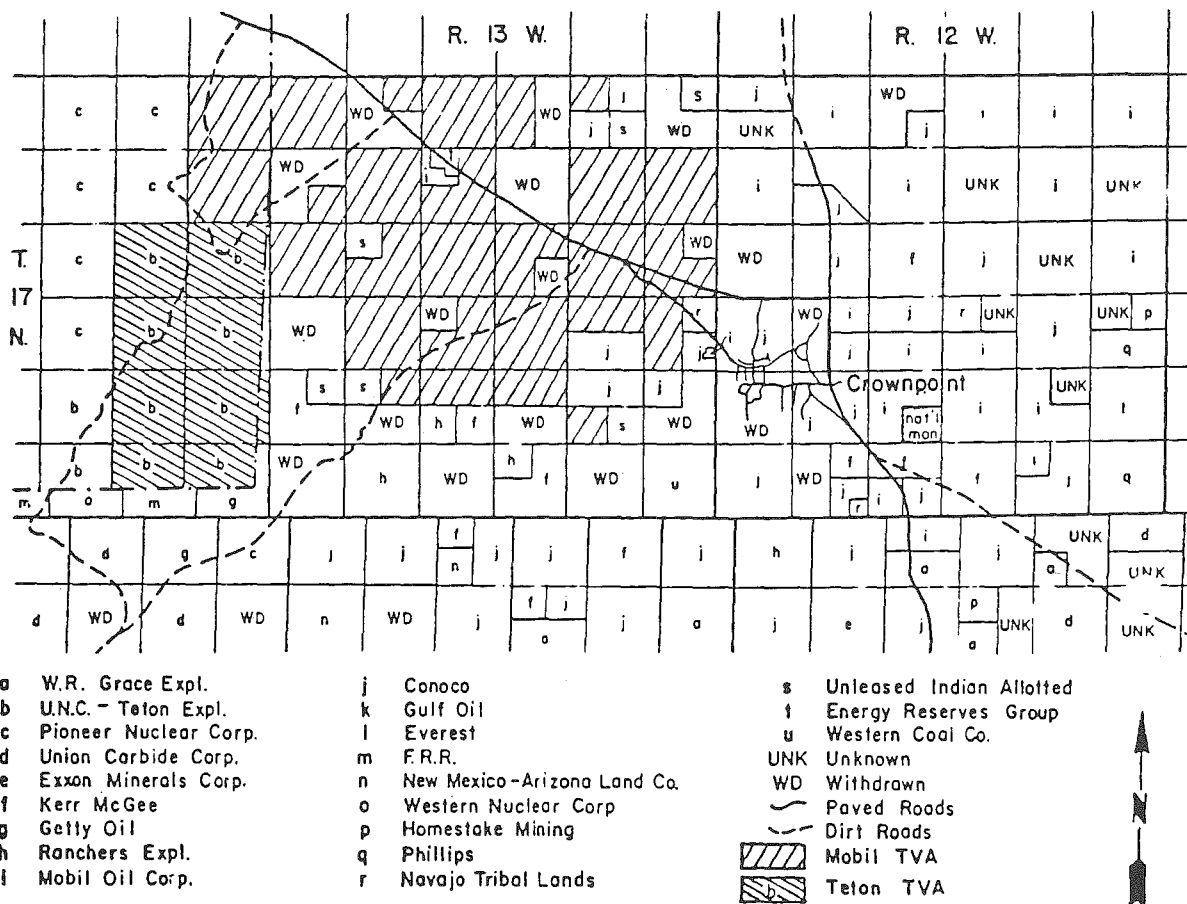 R. 13 W. R. 12 W.
c c WD WD j s j WD i i i
j s WD UNK i j
c c WD WD i i UNK j UNK
j
T. c b b s WD WD WD j f j UNK i
17
N. c b b WD WD r i j WD i j r UNK j UNK p
j j j i i q
Crownpoint
b b b f s s j j j i nat'l i i UNK t
WD h f WD s WD WD j mon
b b b WD h WD h f WD u j WD f f f i j q
m o m g j r i j
d g c j j f j j f j h j i j UNK d
n a a UNK
d WD d WD n WD j f j j a j e j p UNK d UNK
o a
a W.R. Grace Expl.
b U.N.C. - Teton Expl.
c Pioneer Nuclear Corp.
d Union Carbide Corp.
e Exxon Minerals Corp.
f Kerr McGee
g Getty Oil
h Ranchers Expl.
i Mobil Oil Corp.
j Conoco
k Gulf Oil
l Everest
m F.R.R.
n New Mexico-Arizona Land Co.
o Western Nuclear Corp
p Homestake Mining
q Phillips
r Navajo Tribal Lands
s Unleased Indian Allotted
t Energy Reserves Group
u Western Coal Co.
UNK Unknown
WD Withdrawn
Paved Roads
Dirt Roads
Mobil TVA
b Teton TVA
N